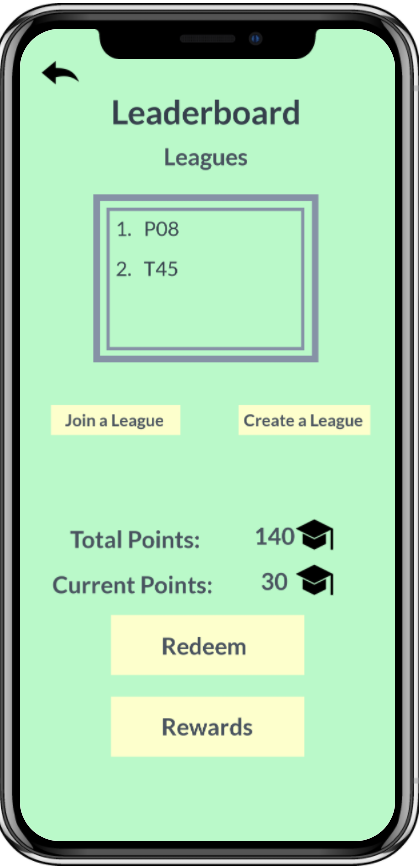 Leaderboard
Leagues
1. P08
2. T45
Join a League
Create a League
Total Points: 140
Current Points: 30
Redeem
Rewards